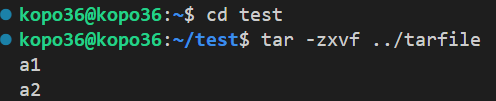 kopo36@kopo36:~$ cd test
kopo36@kopo36:~/test$ tar -zxvf ../tarfile
a1
a2